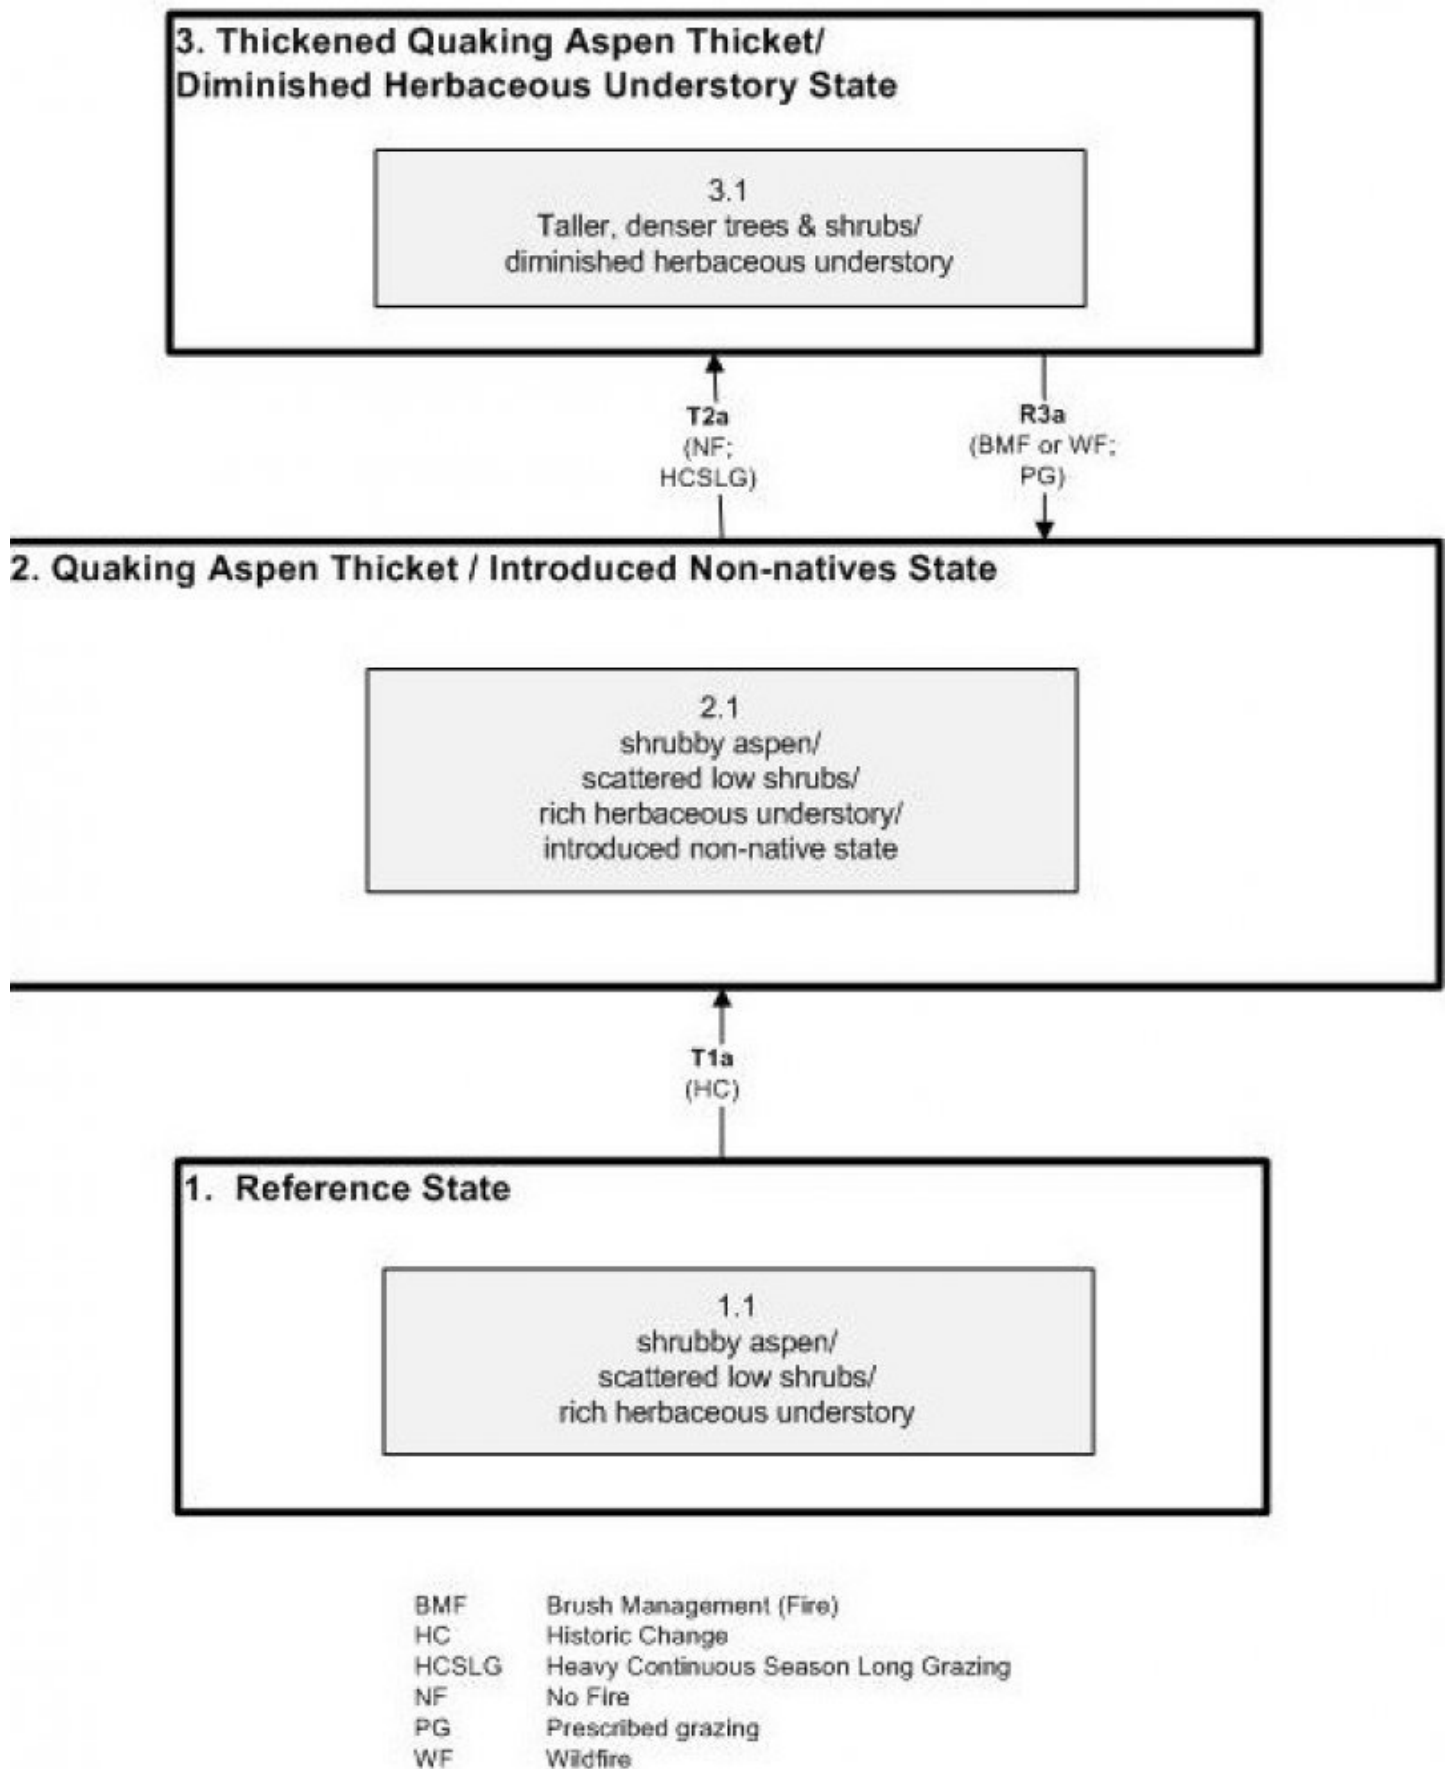 3. Thickened Quaking Aspen Thicket/
Diminished Herbaceous Understory State
3.1
Taller, denser trees & shrubs/
diminished herbaceous understory
T2a
(NF;
HCSLG)
R3a
(BMF or WF;
PG)
2. Quaking Aspen Thicket / Introduced Non-natives State
2.1
shrubby aspen/
scattered low shrubs/
rich herbaceous understory/
introduced non-native state
T1a
(HC)
1. Reference State
1.1
shrubby aspen/
scattered low shrubs/
rich herbaceous understory
BMF Brush Management (Fire)
HC Historic Change
HCSLG Heavy Continuous Season Long Grazing
NF No Fire
PG Prescribed grazing
WF Wildfire